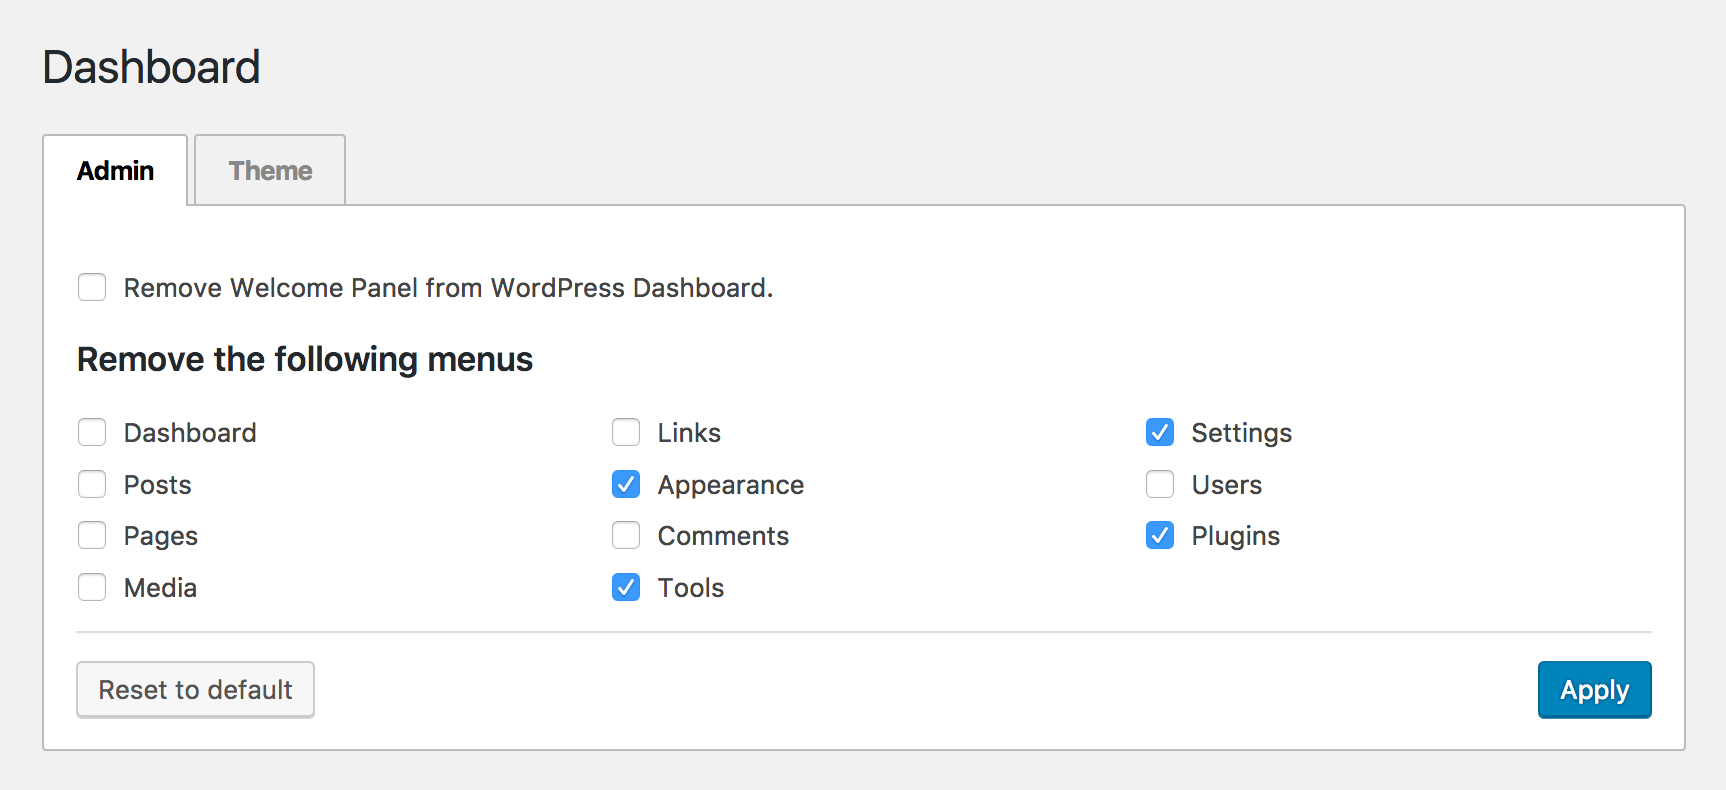 Dashboard
Admin
Theme
Remove Welcome Panel from WordPress Dashboard.
Remove the following menus
Dashboard
Links
Settings
Posts
Appearance
Users
Pages
Comments
Plugins
Media
Tools
Reset to default
Apply